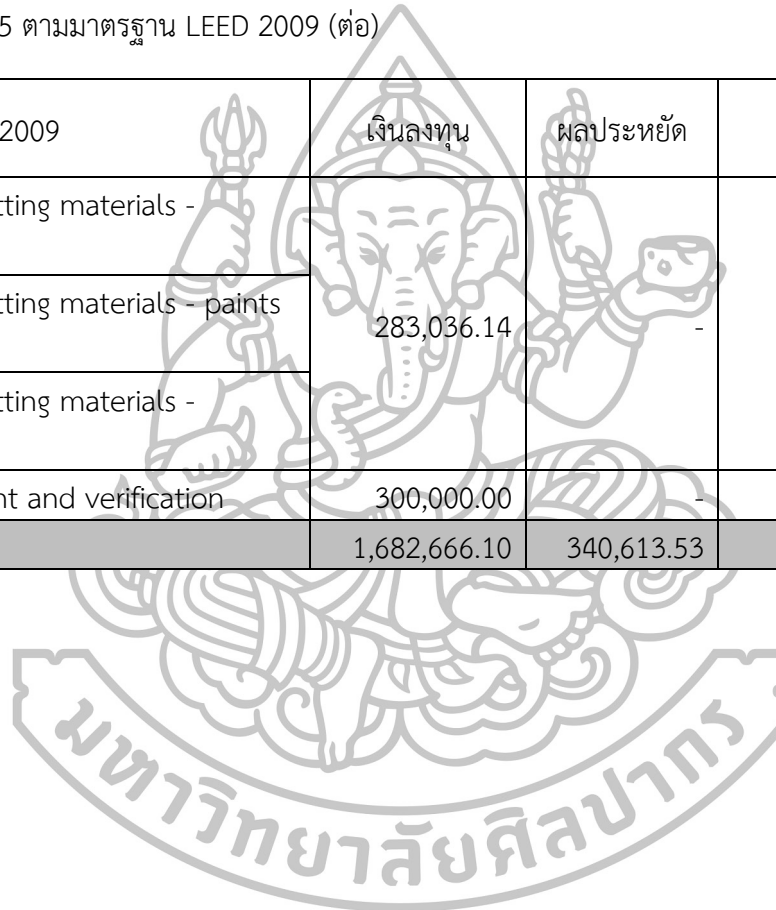 5 ตามมาตรฐาน LEED 2009 (ต่อ)
2009 เงินลงทุน ผลประหยัด
tting materials -
tting materials - paints
283,036.14 -
tting materials -
nt and verification 300,000.00 -
1,682,666.10 340,613.53
มหาวิทยาลัยศิลปากร